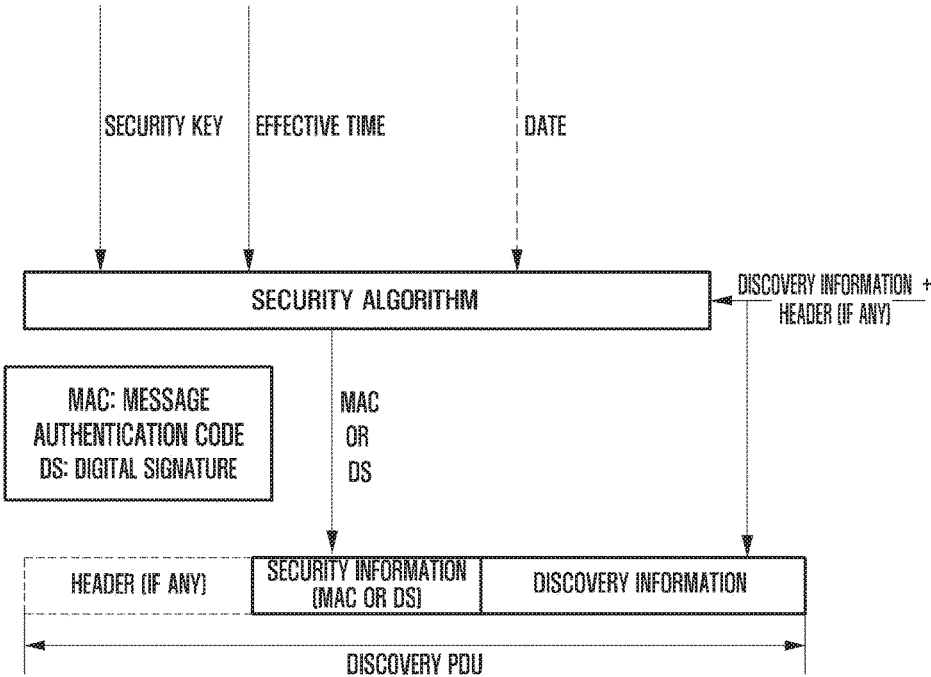 SECURITY KEY
EFFECTIVE TIME
DATE
SECURITY ALGORITHM
DISCOVERY INFORMATION +
HEADER (IF ANY)
MAC: MESSAGE
AUTHENTICATION CODE
DS: DIGITAL SIGNATURE
MAC
OR
DS
HEADER (IF ANY)
SECURITY INFORMATION
(MAC OR DS)
DISCOVERY INFORMATION
DISCOVERY PDU